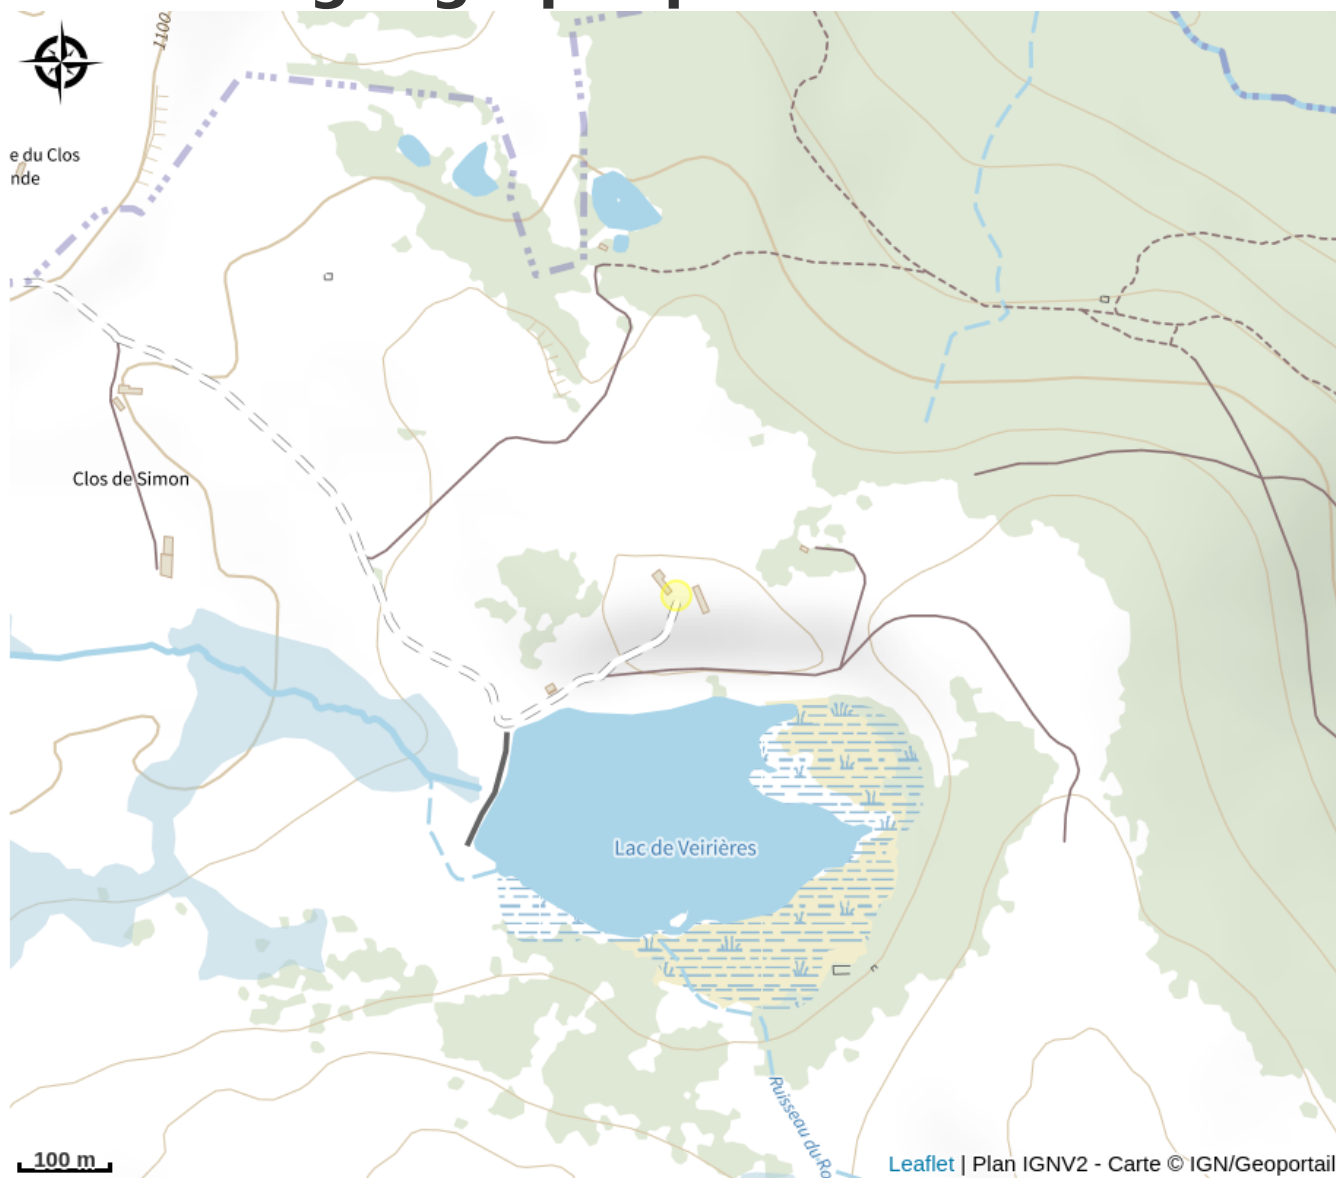 1100
e du Clos
nde
Clos de Simon
Lac de Veirières
Ruisseau du Ro
100 m
Leaflet | Plan IGNV2 - Carte © IGN/Geoportail